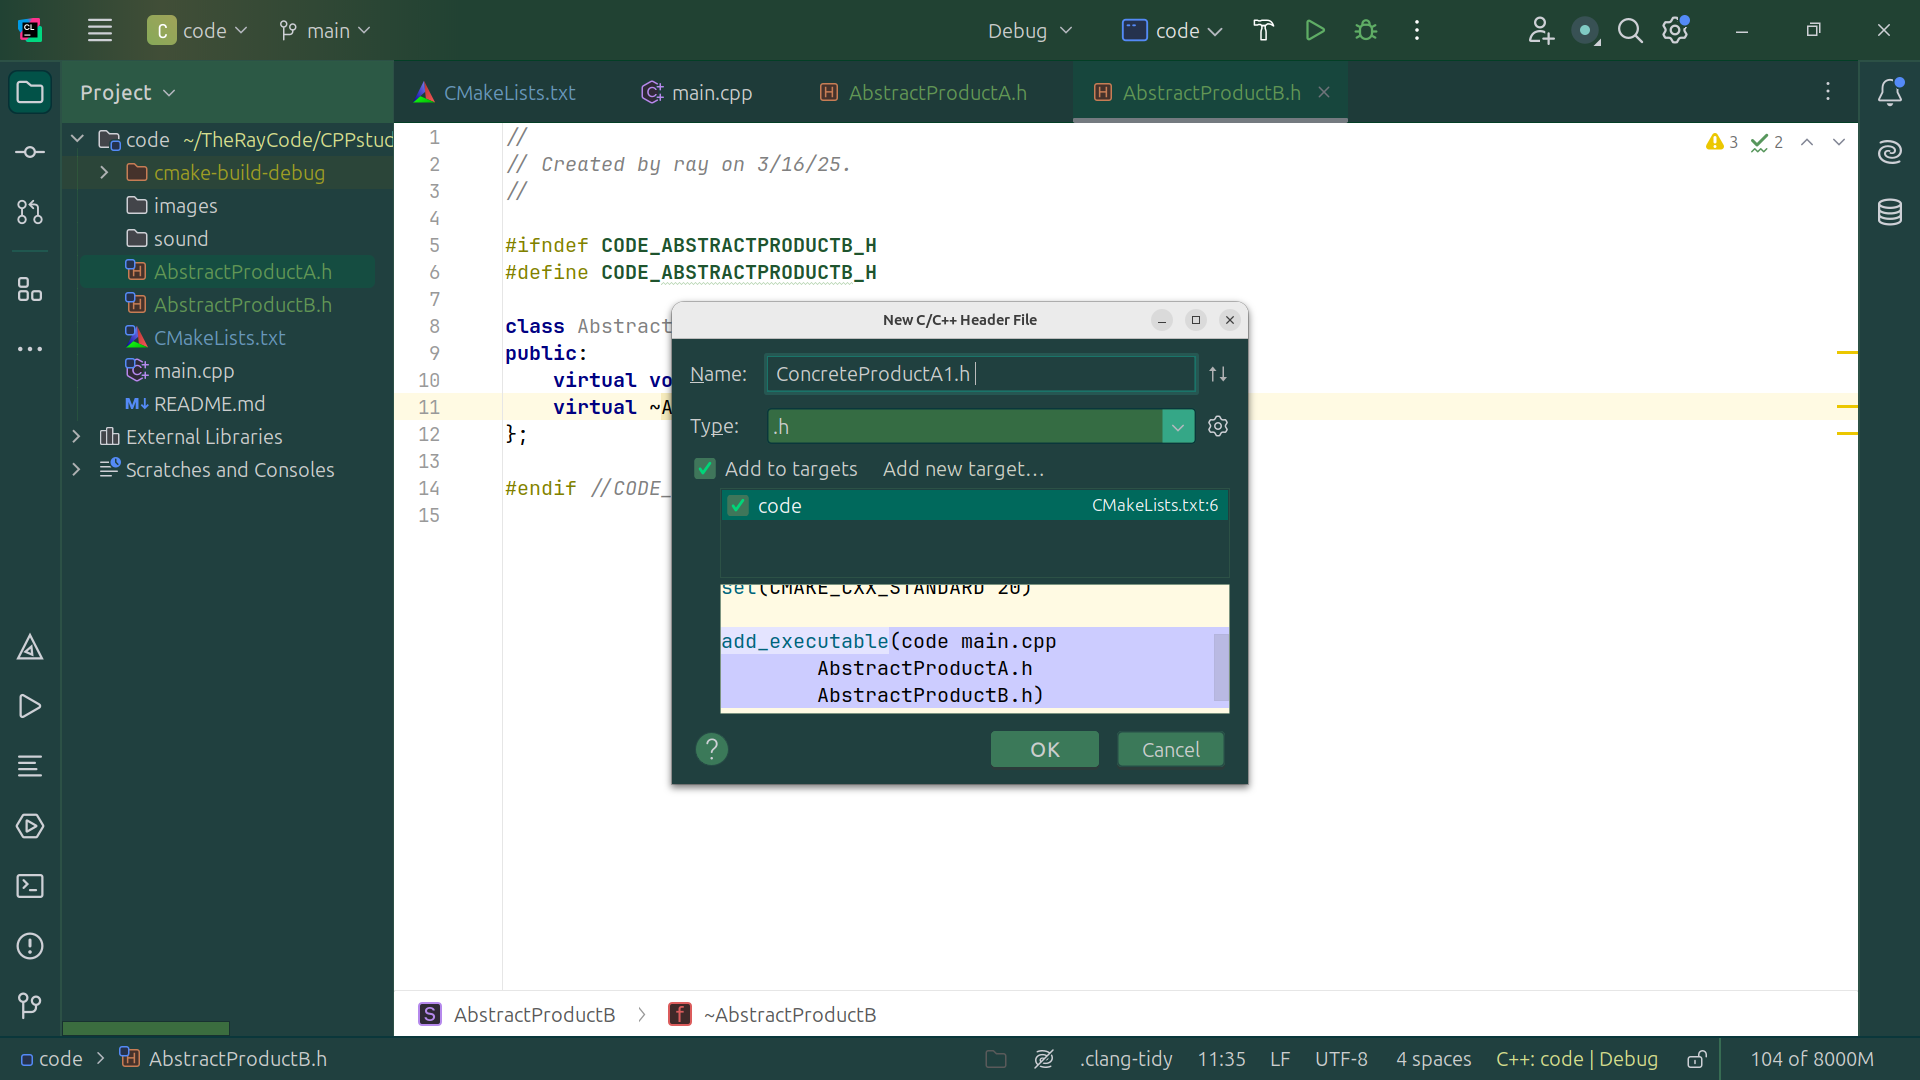 CL
C code
main
Debug
code
Project
CMakeLists.txt
main.cpp
AbstractProductA.h
AbstractProductB.h
code ~/TheRayCode/CPPstud
cmake-build-debug
images
sound
AbstractProductA.h
AbstractProductB.h
CMakeLists.txt
main.cpp
README.md
External Libraries
Scratches and Consoles
1 //
2 // Created by ray on 3/16/25.
3 //
4
5 #ifndef CODE_ABSTRACTPRODUCTB_H
6 #define CODE_ABSTRACTPRODUCTB_H
7
8 class Abstract
9 public:
10 virtual vo
11 virtual ~A
12 };
13
14 #endif //CODE_
15
3 2
New C/C++ Header File
Name: ConcreteProductA1.h
Type: .h
Add to targets Add new target…
code CMakeLists.txt:6
set(CMAKE_CXX_STANDARD 20)
add_executable(code main.cpp
AbstractProductA.h
AbstractProductB.h)
? OK Cancel
S AbstractProductB f ~AbstractProductB
code AbstractProductB.h
.clang-tidy 11:35 LF UTF-8 4 spaces C++: code | Debug 104 of 8000M